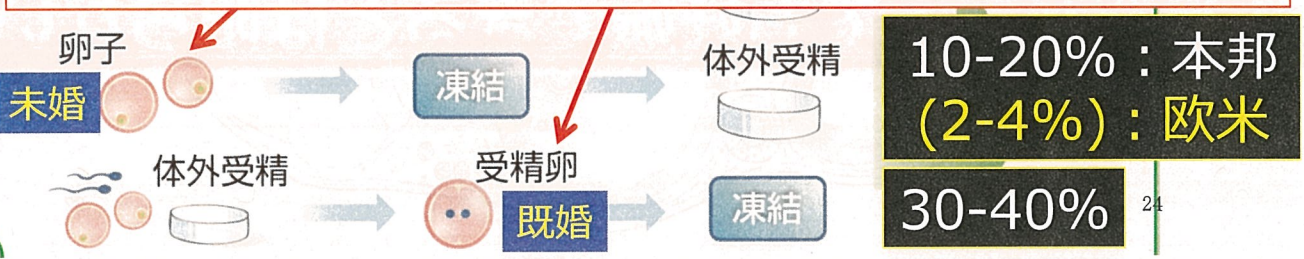 卵子
未婚
凍結
体外受精
10-20%：本邦
(2-4%)：欧米
体外受精
受精卵
既婚
凍結
30-40%
24